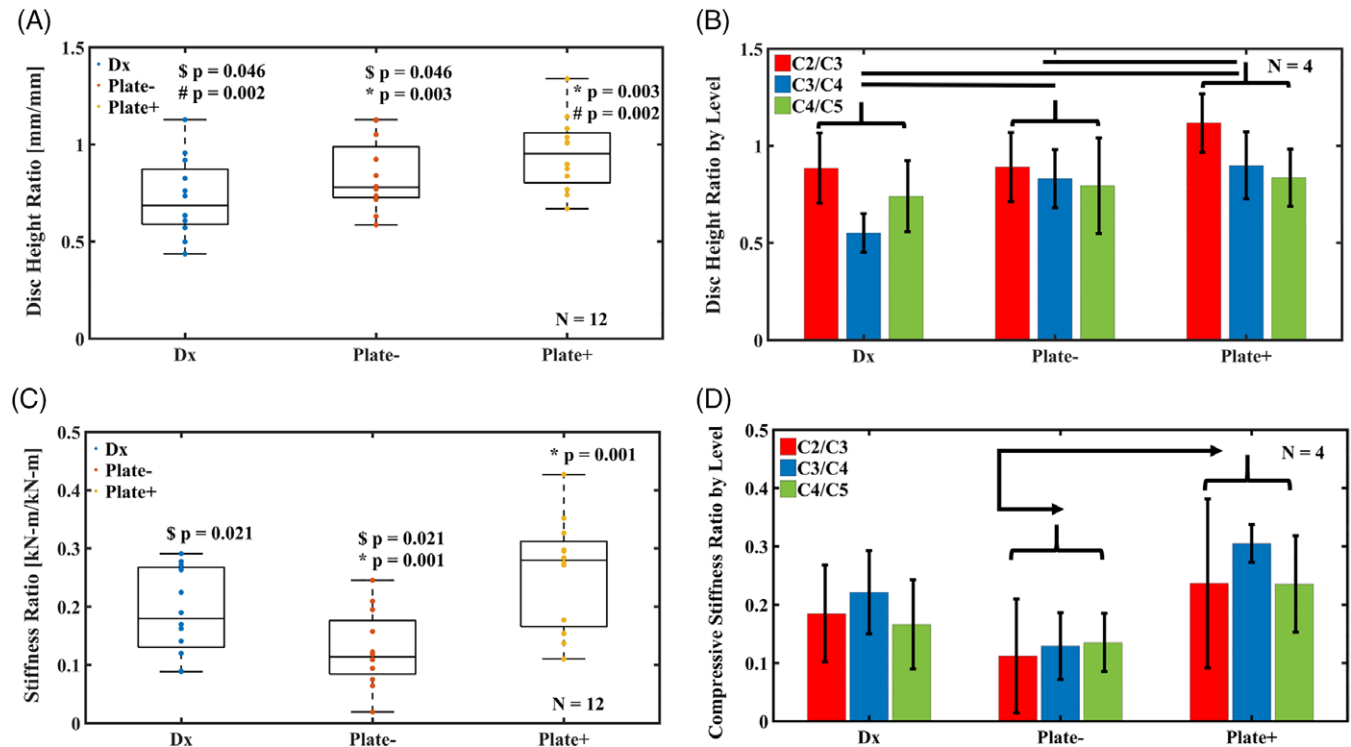 (A)
Disc Height Ratio [mm/mm]
1.5
1
0.5
0
Dx
Plate-
Plate+
$ p = 0.046
# p = 0.002
$ p = 0.046
* p = 0.003
* p = 0.003
# p = 0.002
N = 12
Dx
Plate-
Plate+
(B)
Disc Height Ratio by Level
1.5
1
0.5
0
C2/C3
C3/C4
C4/C5
N = 4
Dx
Plate-
Plate+
(C)
Stiffness Ratio [kN-m/kN-m]
0.5
0.4
0.3
0.2
0.1
0
Dx
Plate-
Plate+
$ p = 0.021
$ p = 0.021
* p = 0.001
* p = 0.001
N = 12
Dx
Plate-
Plate+
(D)
Compressive Stiffness Ratio by Level
0.5
0.4
0.3
0.2
0.1
0
C2/C3
C3/C4
C4/C5
N = 4
Dx
Plate-
Plate+